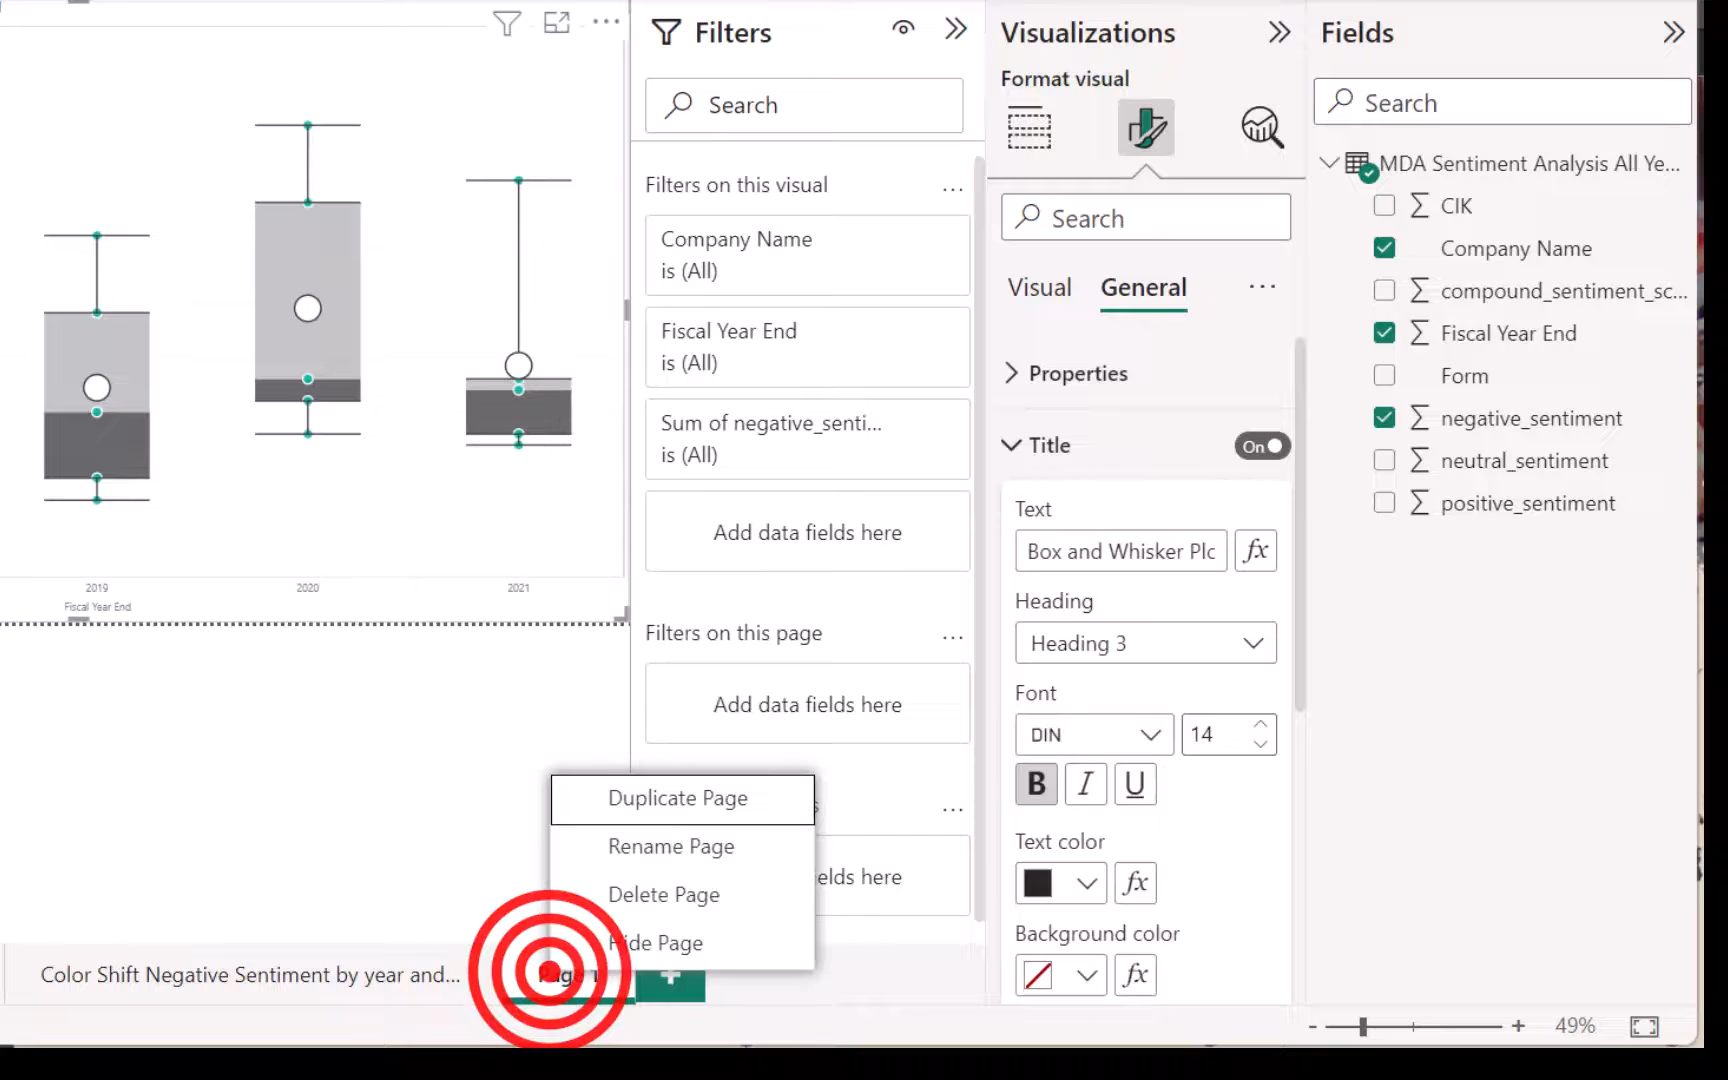 Filters
Search
Filters on this visual
...
Company Name
is (All)
Fiscal Year End
is (All)
Sum of negative_senti...
is (All)
Add data fields here
Filters on this page
...
Add data fields here
...
elds here
Visualizations
Format visual
Search
Visual
General
...
Properties
Title
On
Text
Box and Whisker Plc
fx
Heading
Heading 3
Font
DIN
14
B
I
U
Text color
fx
Background color
fx
Fields
Search
MDA Sentiment Analysis All Ye...
CIK
Company Name
compound_sentiment_sc...
Fiscal Year End
Form
negative_sentiment
neutral_sentiment
positive_sentiment
2019
2020
2021
Fiscal Year End
Duplicate Page
Rename Page
Delete Page
Hide Page
Color Shift Negative Sentiment by year and...
Page 1
+
- + 49%